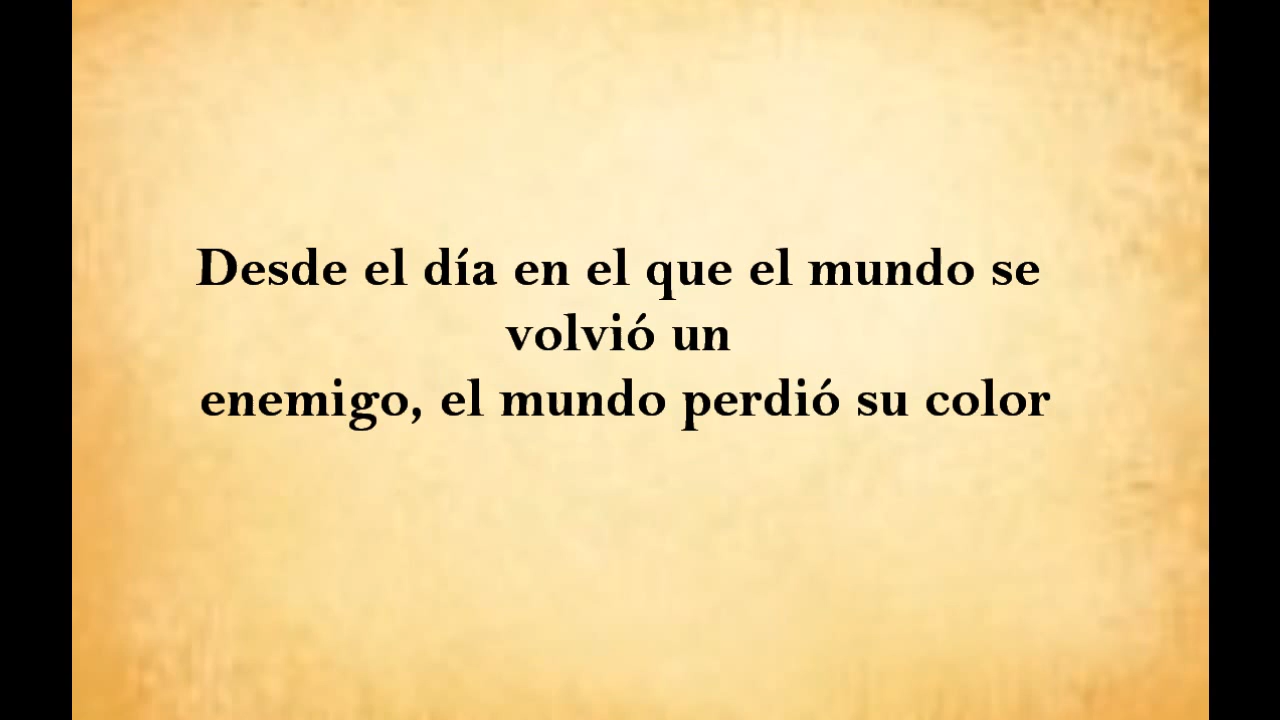 Desde el día en el que el mundo se
volvió un
enemigo, el mundo perdió su color